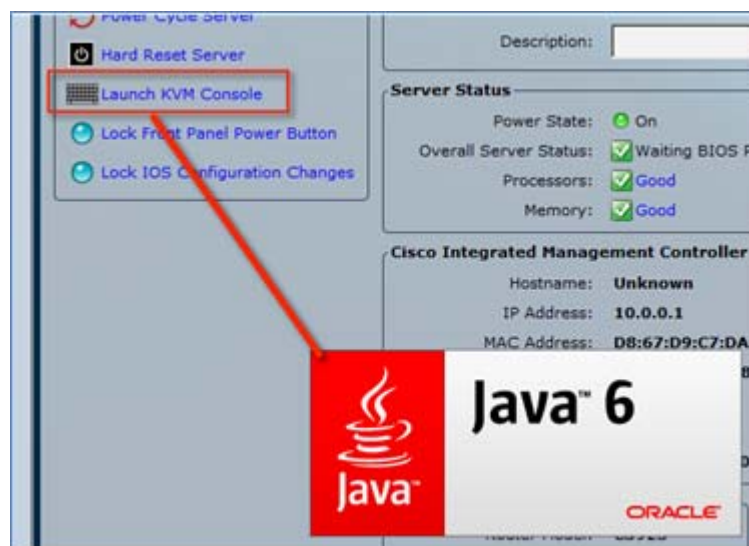 Power Cycle Server
Hard Reset Server
Launch KVM Console
Lock Front Panel Power Button
Lock IOS Configuration Changes
Description:
Server Status
Power State: On
Overall Server Status: Waiting BIOS P
Processors: Good
Memory: Good
Cisco Integrated Management Controller
Hostname: Unknown
IP Address: 10.0.0.1
MAC Address: D8:67:D9:C7:DA
Java™ 6
Java™
ORACLE